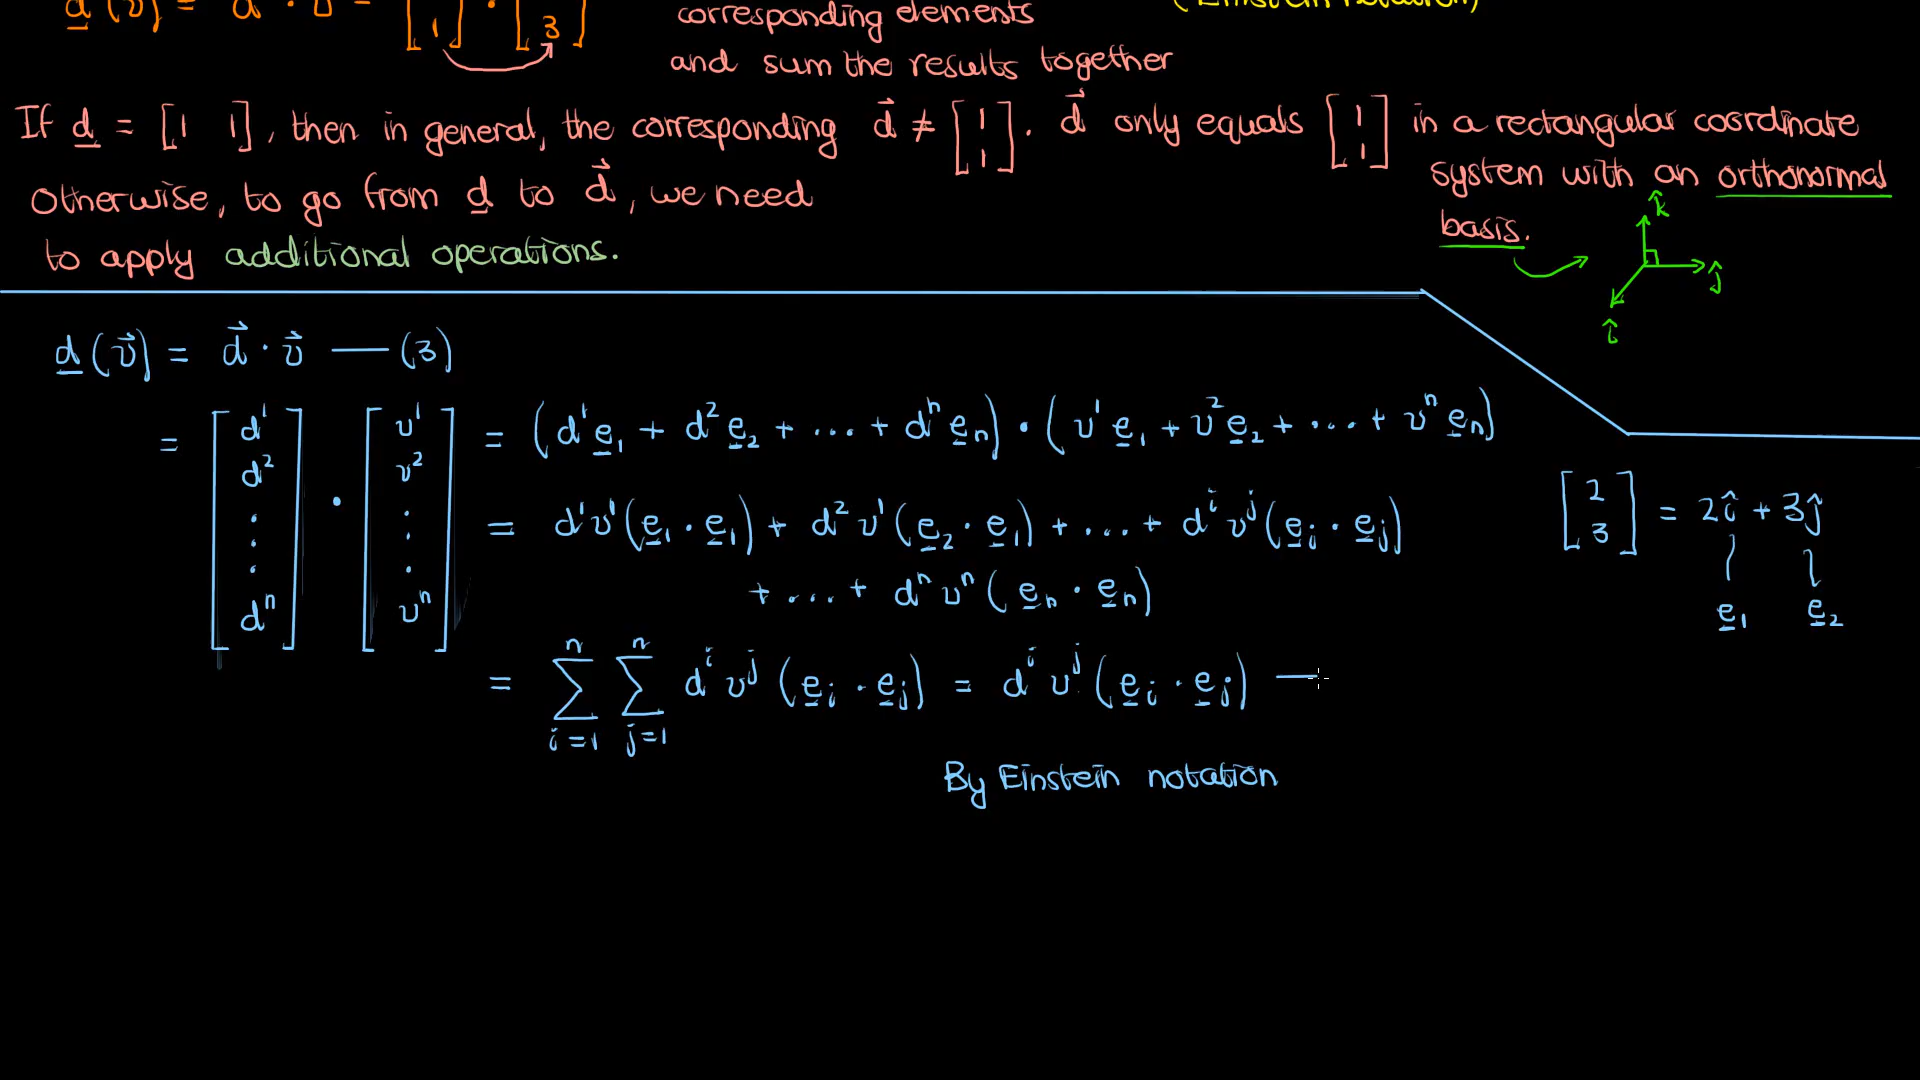 d(v) = d · v = [1] · [3] corresponding elements (Einstein notation)
and sum the results together
If d = [1 1], then in general, the corresponding d⃗ ≠ [1 1]. d⃗ only equals [1 1] in a rectangular coordinate
system with an orthonormal
basis.
Otherwise, to go from d to d⃗, we need
to apply additional operations.
k̂
ĵ
î
d(v⃗) = d⃗ · v⃗ — (3)
= [d¹ d² ⋮ dⁿ] · [v¹ v² ⋮ vⁿ] = (d¹e₁ + d²e₂ + ... + dⁿeₙ) · (v¹e₁ + v²e₂ + ... + vⁿeₙ)
= d¹v¹(e₁ · e₁) + d²v¹(e₂ · e₁) + ... + dⁱvʲ(eᵢ · eⱼ)
+ ... + dⁿvⁿ(eₙ · eₙ)
[2 3] = 2î + 3ĵ
e₁ e₂
= Σⁿᵢ₌₁ Σⁿⱼ₌₁ dⁱvʲ(eᵢ · eⱼ) = dⁱvʲ(eᵢ · eⱼ) —
By Einstein notation